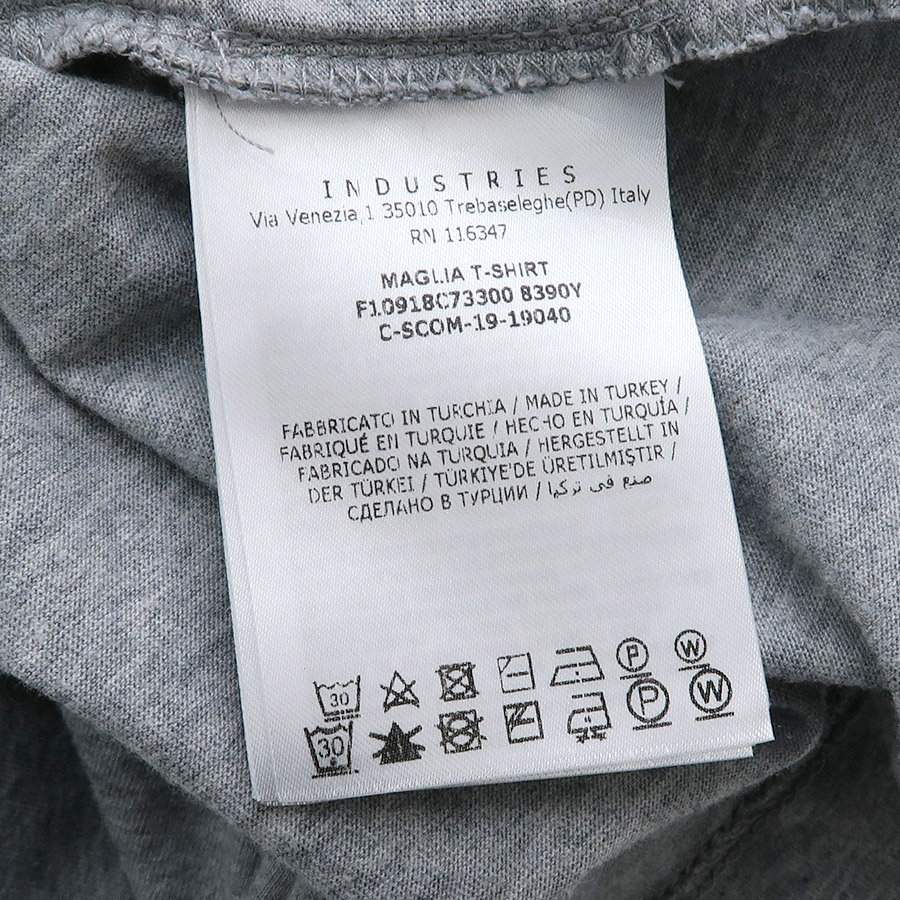 INDUSTRIES
Via Venezia,1 35010 Trebaseleghe(PD) Italy
RN 116347
MAGLIA T-SHIRT
F10918C73300 8390Y
C-SCOM-19-19040
FABBRICATO IN TURCHIA / MADE IN TURKEY /
FABRIQUÉ EN TURQUIE / HECHO EN TURQUÍA /
FABRICADO NA TURQUIA / HERGESTELLT IN
DER TÜRKEI / TÜRKIYE'DE ÜRETILMIŞTIR /
СДЕЛАНО В ТУРЦИИ / صنع فى تركيا
30 P W
30 P W